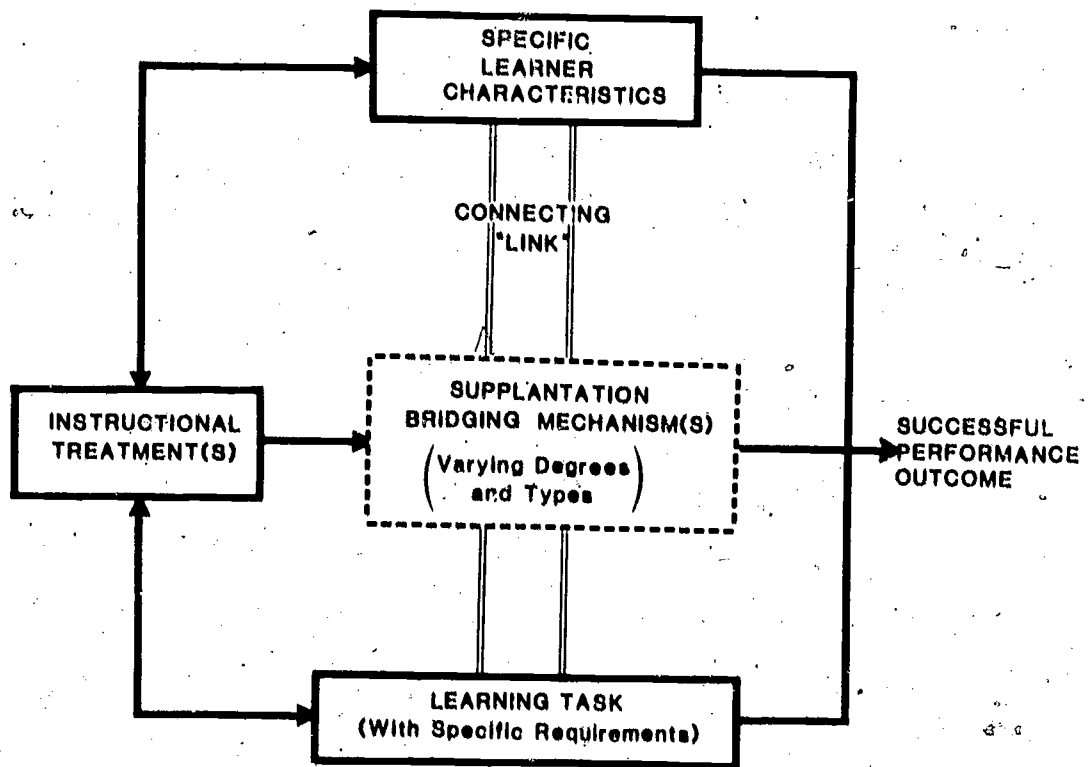 SPECIFIC
LEARNER
CHARACTERISTICS
CONNECTING
"LINK"
INSTRUCTIONAL
TREATMENT(S)
SUPPLANTATION
BRIDGING MECHANISM(S)
(Varying Degrees
and Types)
SUCCESSFUL
PERFORMANCE
OUTCOME
LEARNING TASK
(With Specific Requirements)